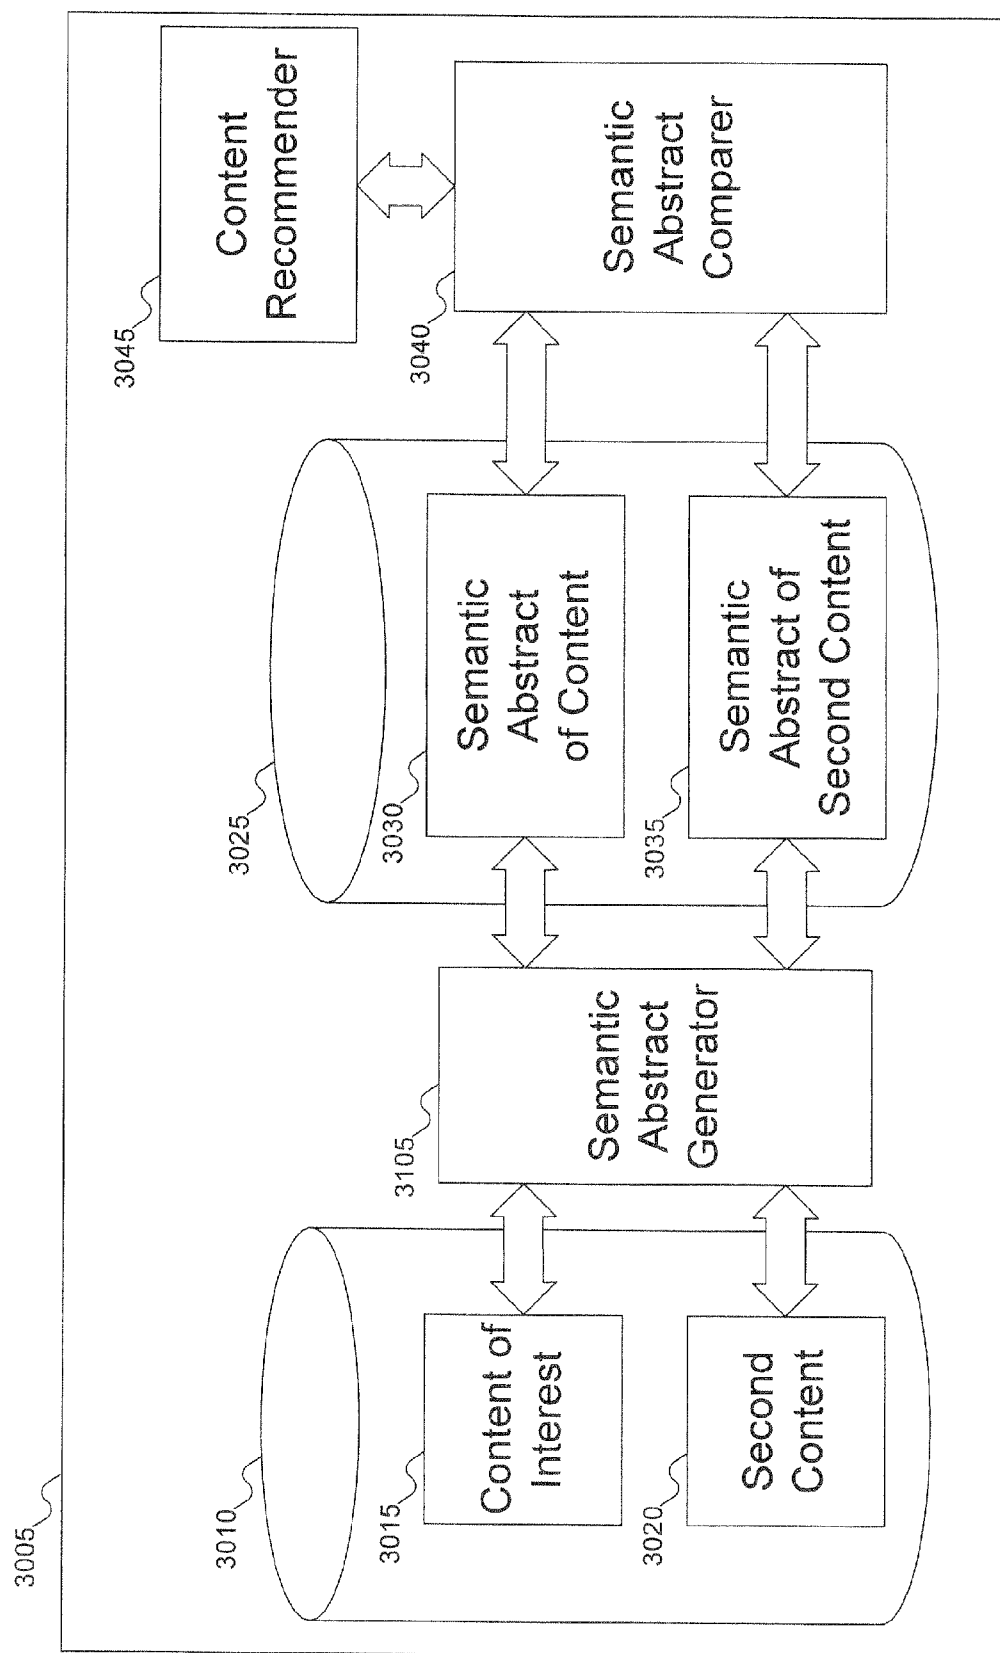 3005
3010
3015
Content of
Interest
3020
Second
Content
3105
Semantic
Abstract
Generator
3025
3030
Semantic
Abstract
of Content
3035
Semantic
Abstract of
Second Content
3045
Content
Recommender
3040
Semantic
Abstract
Comparer